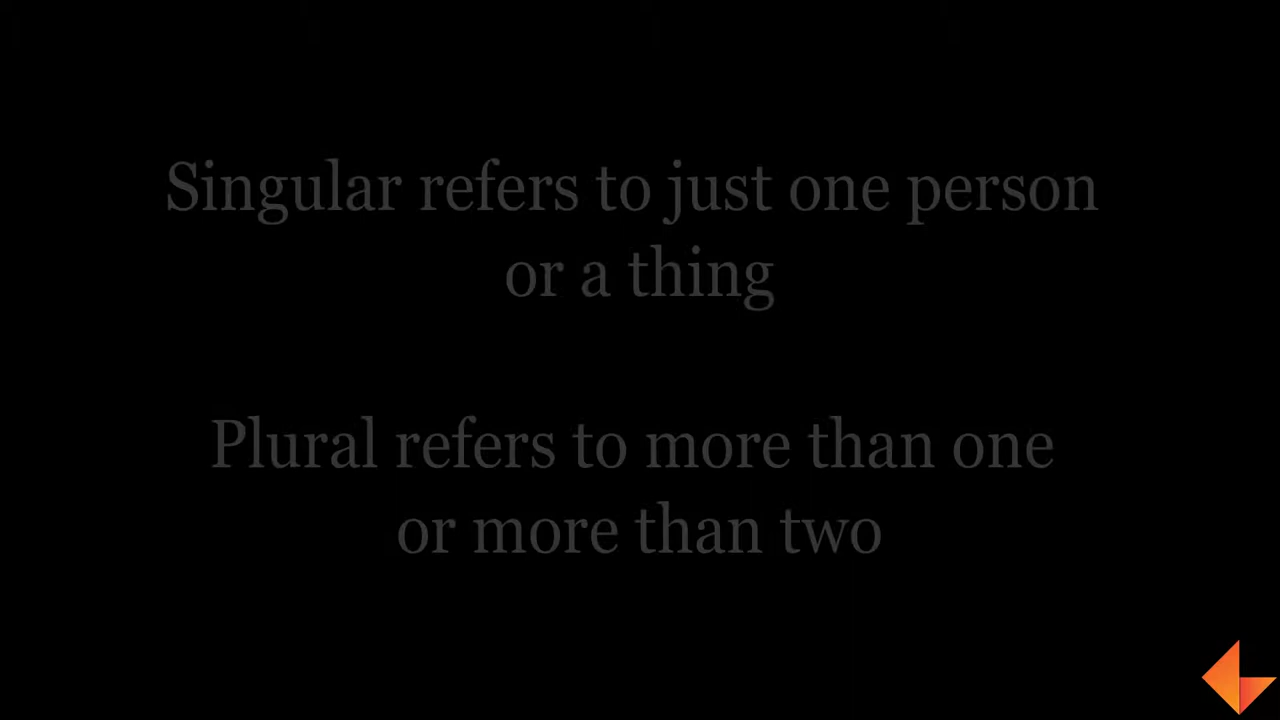 Singular refers to just one person
or a thing
Plural refers to more than one
or more than two